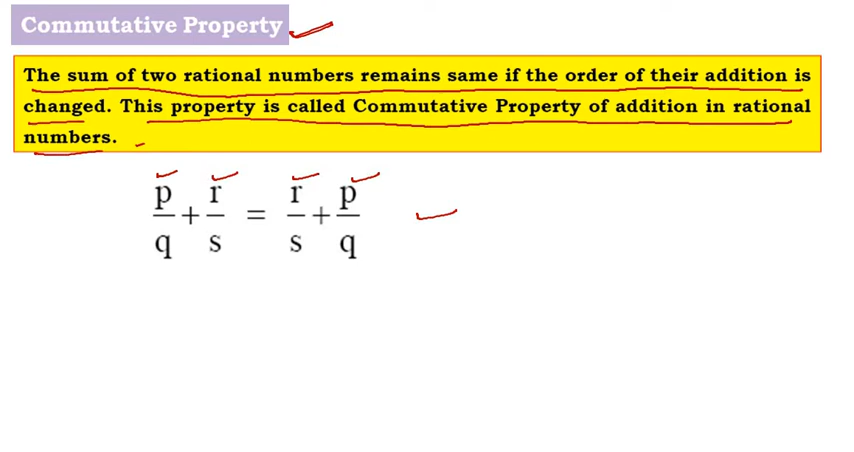 Commutative Property
The sum of two rational numbers remains same if the order of their addition is
changed. This property is called Commutative Property of addition in rational
numbers.
p/q + r/s = r/s + p/q